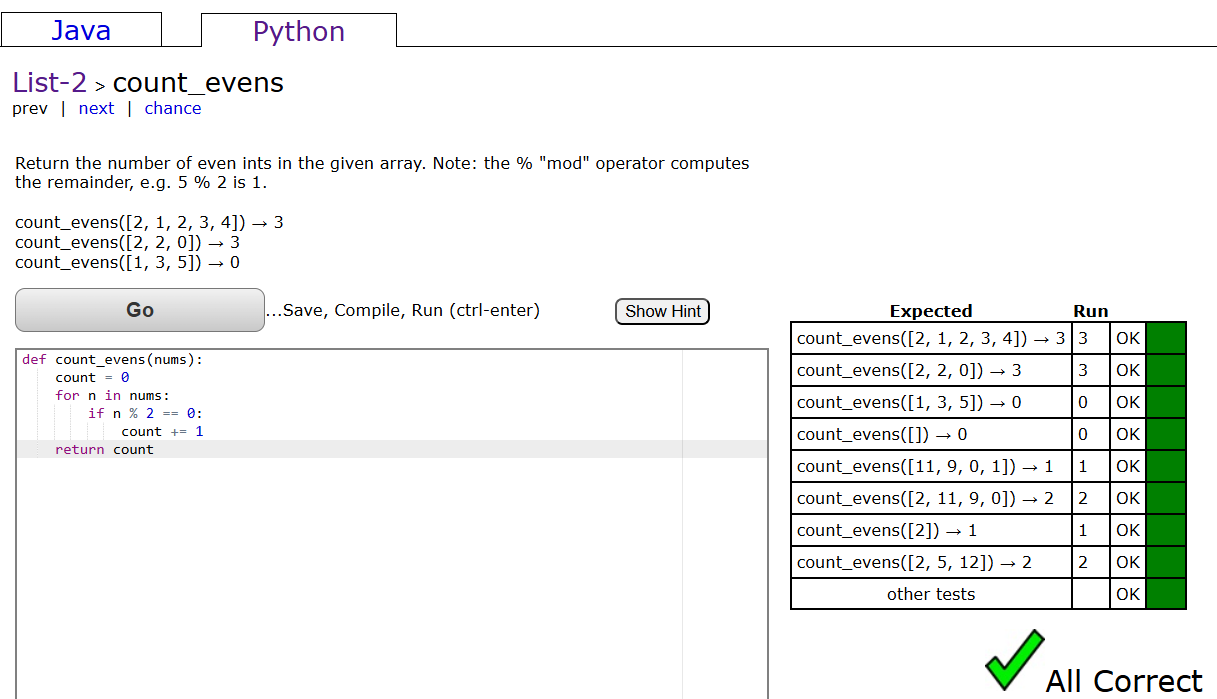 Java
Python
List-2 > count_evens
prev | next | chance
Return the number of even ints in the given array. Note: the % "mod" operator computes
the remainder, e.g. 5 % 2 is 1.
count_evens([2, 1, 2, 3, 4]) → 3
count_evens([2, 2, 0]) → 3
count_evens([1, 3, 5]) → 0
Go ...Save, Compile, Run (ctrl-enter) Show Hint
def count_evens(nums):
    count = 0
    for n in nums:
        if n % 2 == 0:
            count += 1
    return count
Expected Run
count_evens([2, 1, 2, 3, 4]) → 3 3 OK
count_evens([2, 2, 0]) → 3 3 OK
count_evens([1, 3, 5]) → 0 0 OK
count_evens([]) → 0 0 OK
count_evens([11, 9, 0, 1]) → 1 1 OK
count_evens([2, 11, 9, 0]) → 2 2 OK
count_evens([2]) → 1 1 OK
count_evens([2, 5, 12]) → 2 2 OK
other tests OK
All Correct